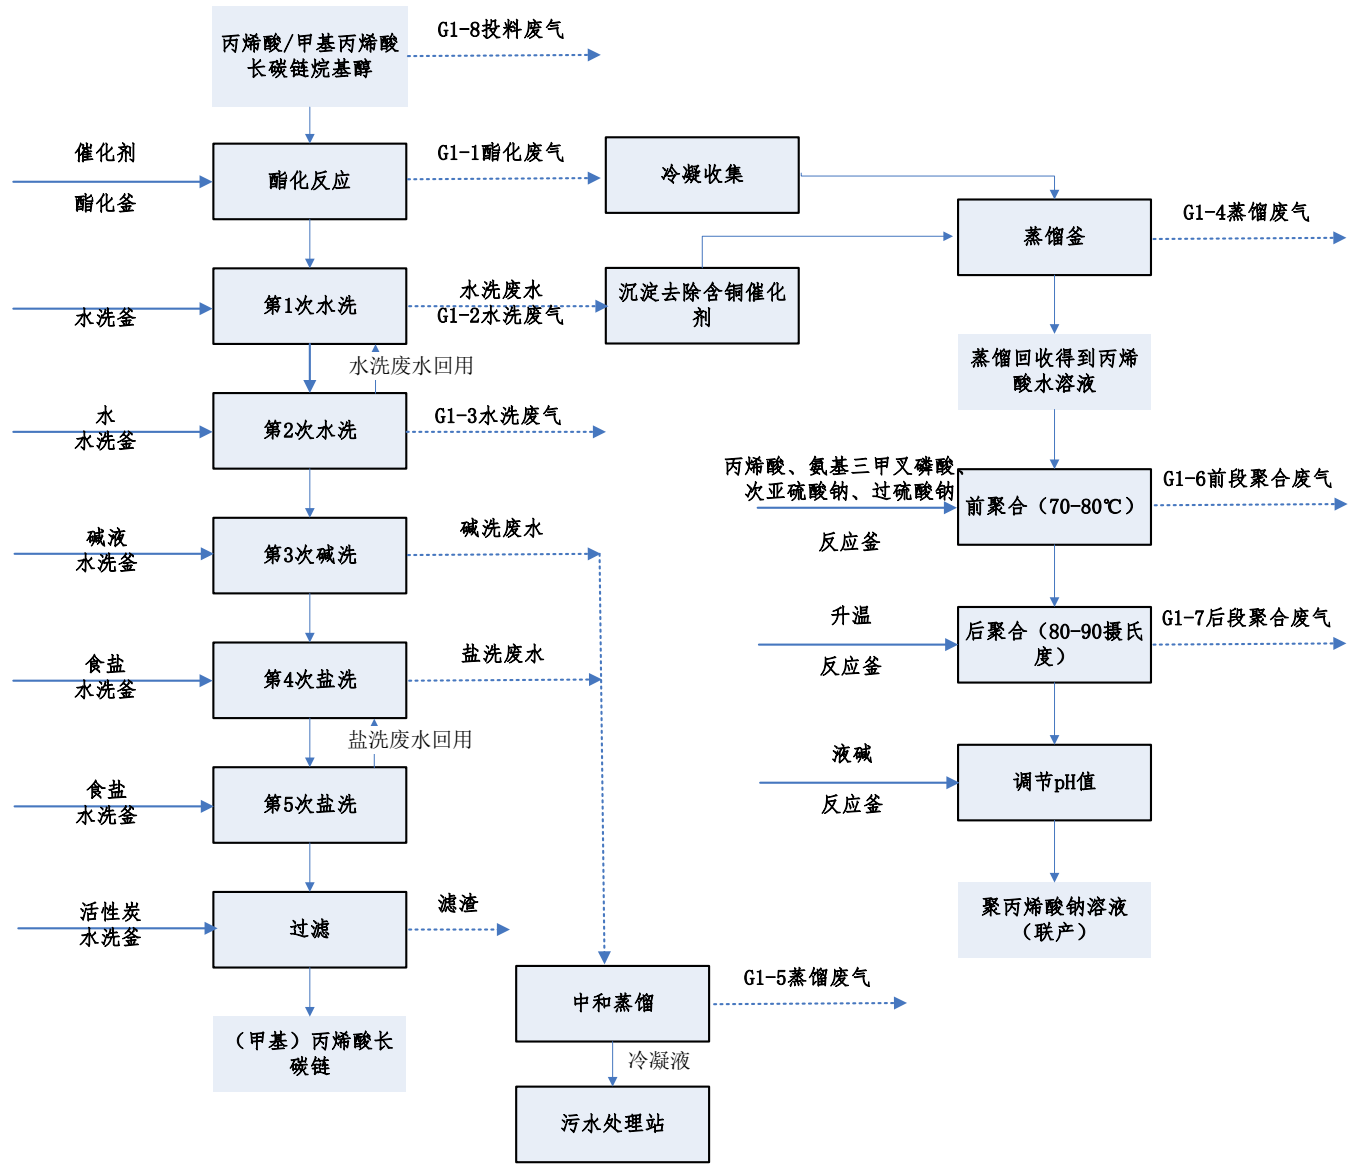 丙烯酸/甲基丙烯酸
长碳链烷基醇
G1-8投料废气
催化剂
酯化釜
酯化反应
G1-1酯化废气
冷凝收集
蒸馏釜
G1-4蒸馏废气
水洗釜
第1次水洗
水洗废水
G1-2水洗废气
沉淀去除含铜催化
剂
水洗废水回用
蒸馏回收得到丙烯
酸水溶液
水
水洗釜
第2次水洗
G1-3水洗废气
丙烯酸、氨基三甲叉磷酸、
次亚硫酸钠、过硫酸钠
反应釜
前聚合（70-80℃）
G1-6前段聚合废气
碱液
水洗釜
第3次碱洗
碱洗废水
升温
反应釜
后聚合（80-90摄氏
度）
G1-7后段聚合废气
食盐
水洗釜
第4次盐洗
盐洗废水
盐洗废水回用
液碱
反应釜
调节pH值
食盐
水洗釜
第5次盐洗
活性炭
水洗釜
过滤
滤渣
聚丙烯酸钠溶液
（联产）
中和蒸馏
G1-5蒸馏废气
（甲基）丙烯酸长
碳链
冷凝液
污水处理站